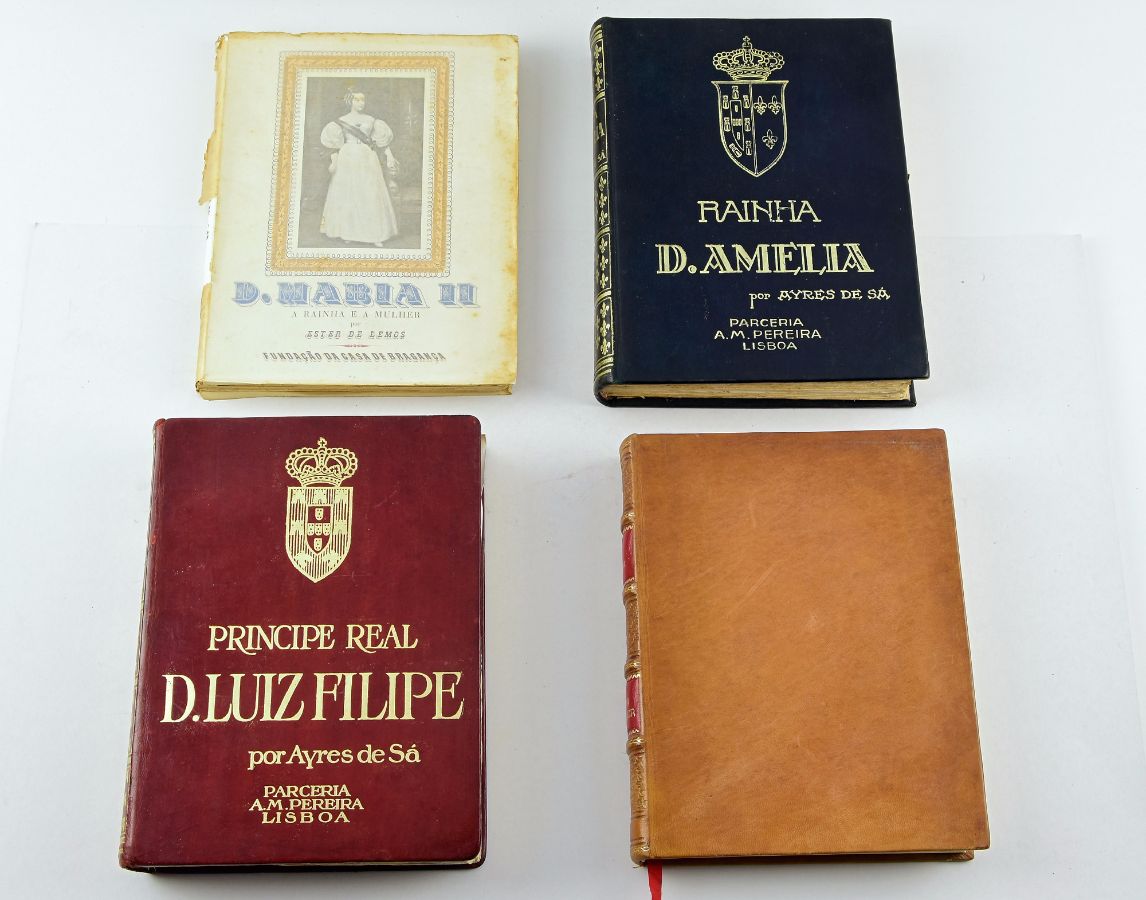 D. MARIA II
A RAINHA E A MULHER
por
ESTER DE LEMOS
FUNDAÇÃO DA CASA DE BRAGANÇA
RAINHA
D. AMELIA
por AYRES DE SÁ
PARCERIA
A. M. PEREIRA
LISBOA
PRINCIPE REAL
D. LUIZ FILIPE
por Ayres de Sá
PARCERIA
A. M. PEREIRA
LISBOA